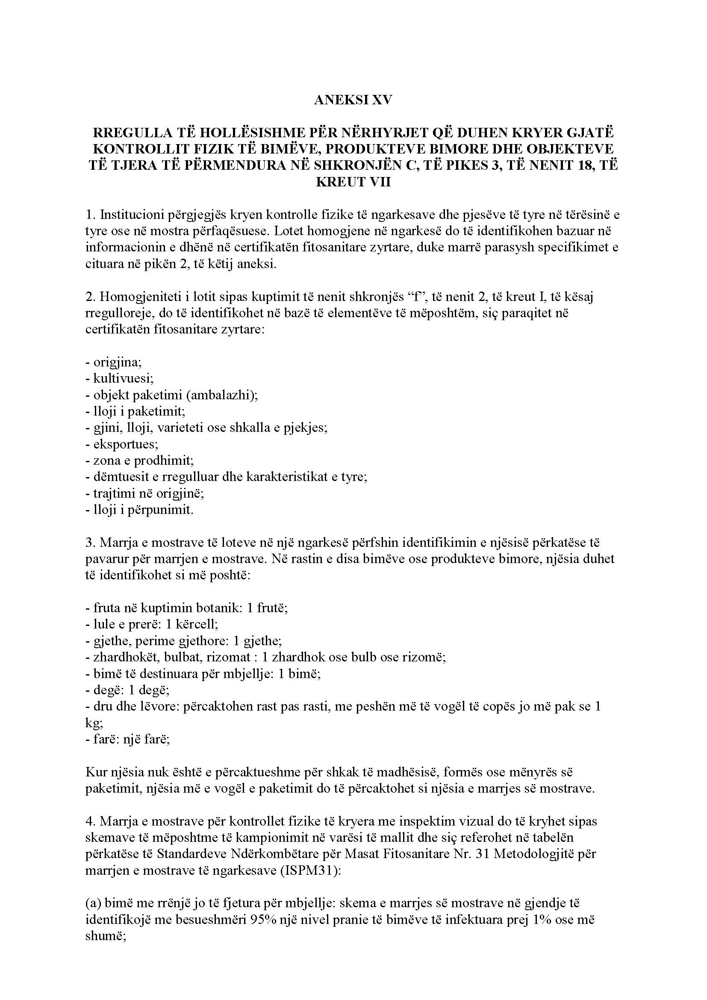 ANEKSI XV
RREGULLA TË HOLLËSISHME PËR NËRHYRJET QË DUHEN KRYER GJATË
KONTROLLIT FIZIK TË BIMËVE, PRODUKTEVE BIMORE DHE OBJEKTEVE
TË TJERA TË PËRMENDURA NË SHKRONJËN C, TË PIKES 3, TË NENIT 18, TË
KREUT VII
1. Institucioni përgjegjës kryen kontrolle fizike të ngarkesave dhe pjesëve të tyre në tërësinë e
tyre ose në mostra përfaqësuese. Lotet homogjene në ngarkesë do të identifikohen bazuar në
informacionin e dhënë në certifikatën fitosanitare zyrtare, duke marrë parasysh specifikimet e
cituara në pikën 2, të këtij aneksi.
2. Homogjeniteti i lotit sipas kuptimit të nenit shkronjës “f”, të nenit 2, të kreut I, të kësaj
rregulloreje, do të identifikohet në bazë të elementëve të mëposhtëm, siç paraqitet në
certifikatën fitosanitare zyrtare:
- origjina;
- kultivuesi;
- objekt paketimi (ambalazhi);
- lloji i paketimit;
- gjini, lloji, varieteti ose shkalla e pjekjes;
- eksportues;
- zona e prodhimit;
- dëmtuesit e rregulluar dhe karakteristikat e tyre;
- trajtimi në origjinë;
- lloji i përpunimit.
3. Marrja e mostrave të loteve në një ngarkesë përfshin identifikimin e njësisë përkatëse të
pavarur për marrjen e mostrave. Në rastin e disa bimëve ose produkteve bimore, njësia duhet
të identifikohet si më poshtë:
- fruta në kuptimin botanik: 1 frutë;
- lule e prerë: 1 kërcell;
- gjethe, perime gjethore: 1 gjethe;
- zhardhokët, bulbat, rizomat : 1 zhardhok ose bulb ose rizomë;
- bimë të destinuara për mbjellje: 1 bimë;
- degë: 1 degë;
- dru dhe lëvore: përcaktohen rast pas rasti, me peshën më të vogël të copës jo më pak se 1
kg;
- farë: një farë;
Kur njësia nuk është e përcaktueshme për shkak të madhësisë, formës ose mënyrës së
paketimit, njësia më e vogël e paketimit do të përcaktohet si njësia e marrjes së mostrave.
4. Marrja e mostrave për kontrollet fizike të kryera me inspektim vizual do të kryhet sipas
skemave të mëposhtme të kampionimit në varësi të mallit dhe siç referohet në tabelën
përkatëse të Standardeve Ndërkombëtare për Masat Fitosanitare Nr. 31 Metodologjitë për
marrjen e mostrave të ngarkesave (ISPM31):
(a) bimë me rrënjë jo të fjetura për mbjellje: skema e marrjes së mostrave në gjendje të
identifikojë me besueshmëri 95% një nivel pranie të bimëve të infektuara prej 1% ose më
shumë;